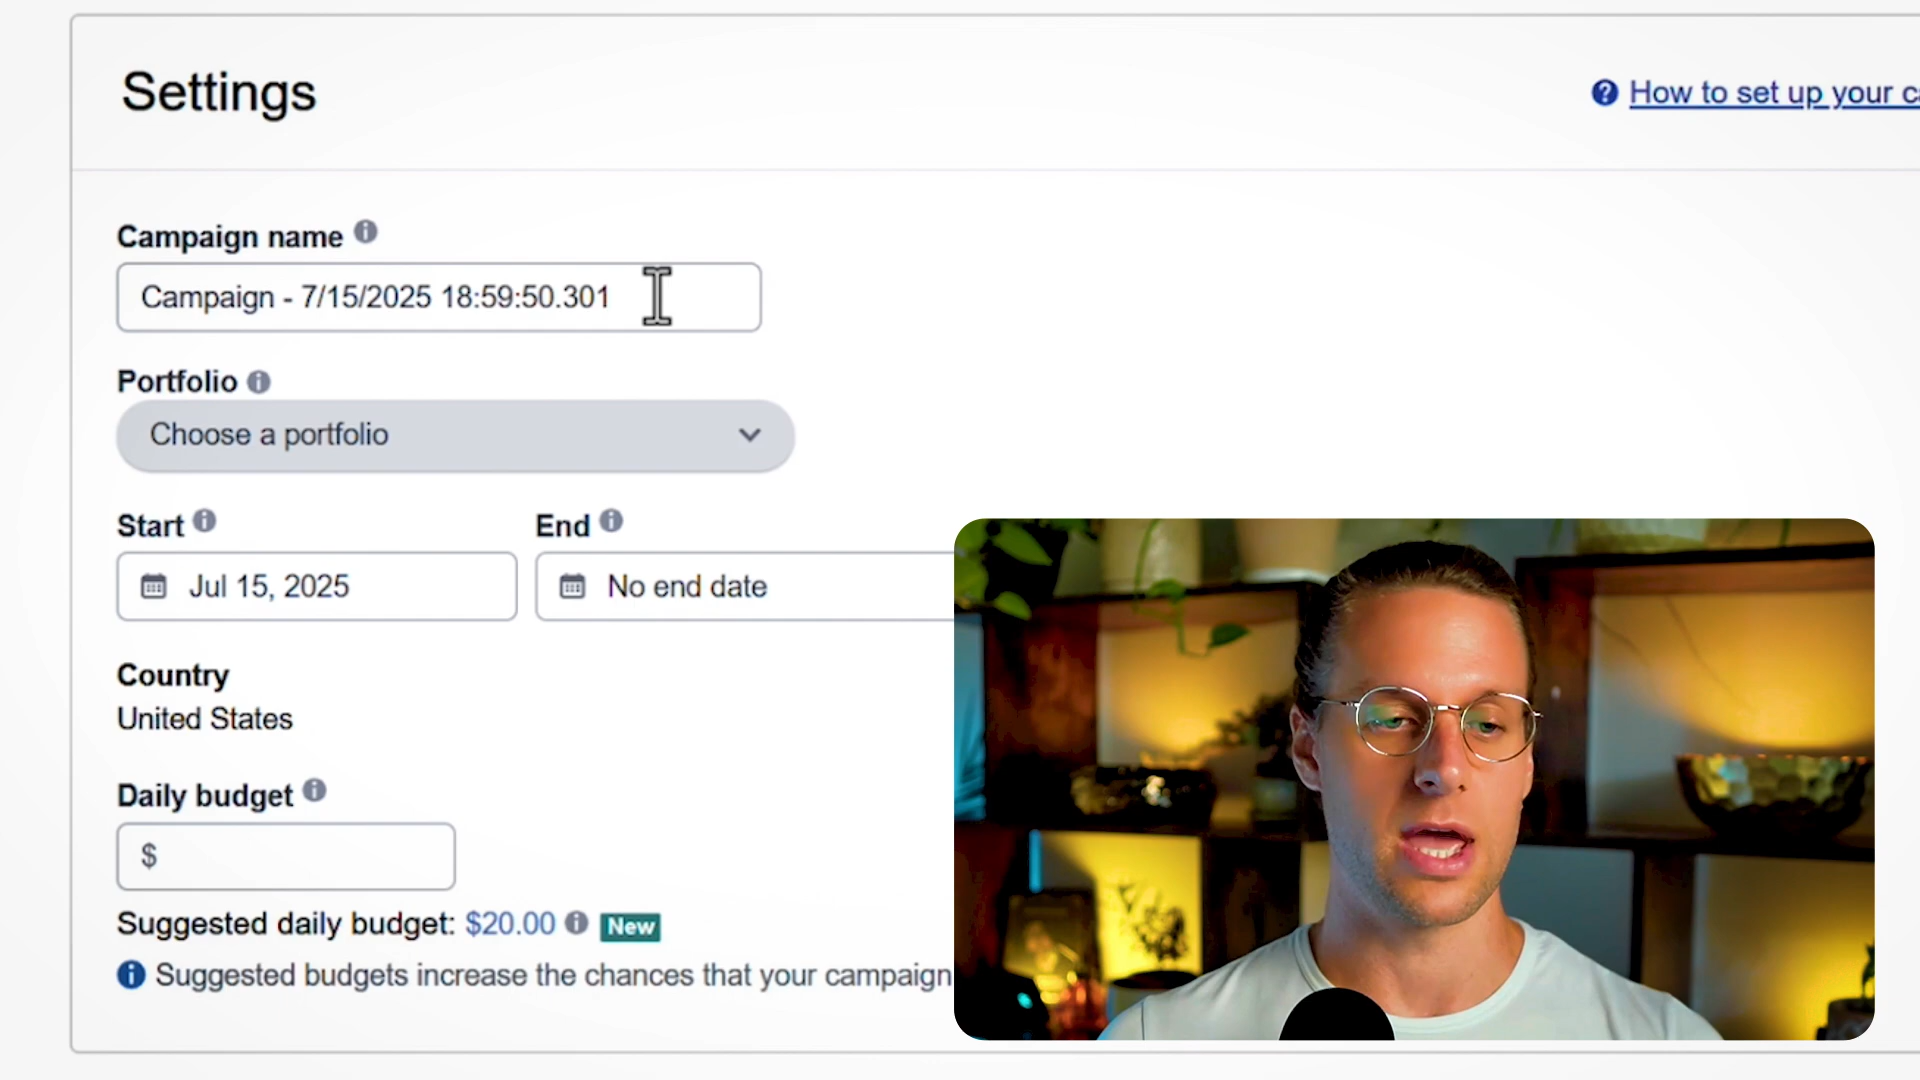 Settings
How to set up your c
Campaign name
Campaign - 7/15/2025 18:59:50.301
Portfolio
Choose a portfolio
Start
End
Jul 15, 2025
No end date
Country
United States
Daily budget
$
Suggested daily budget: $20.00 New
Suggested budgets increase the chances that your campaign